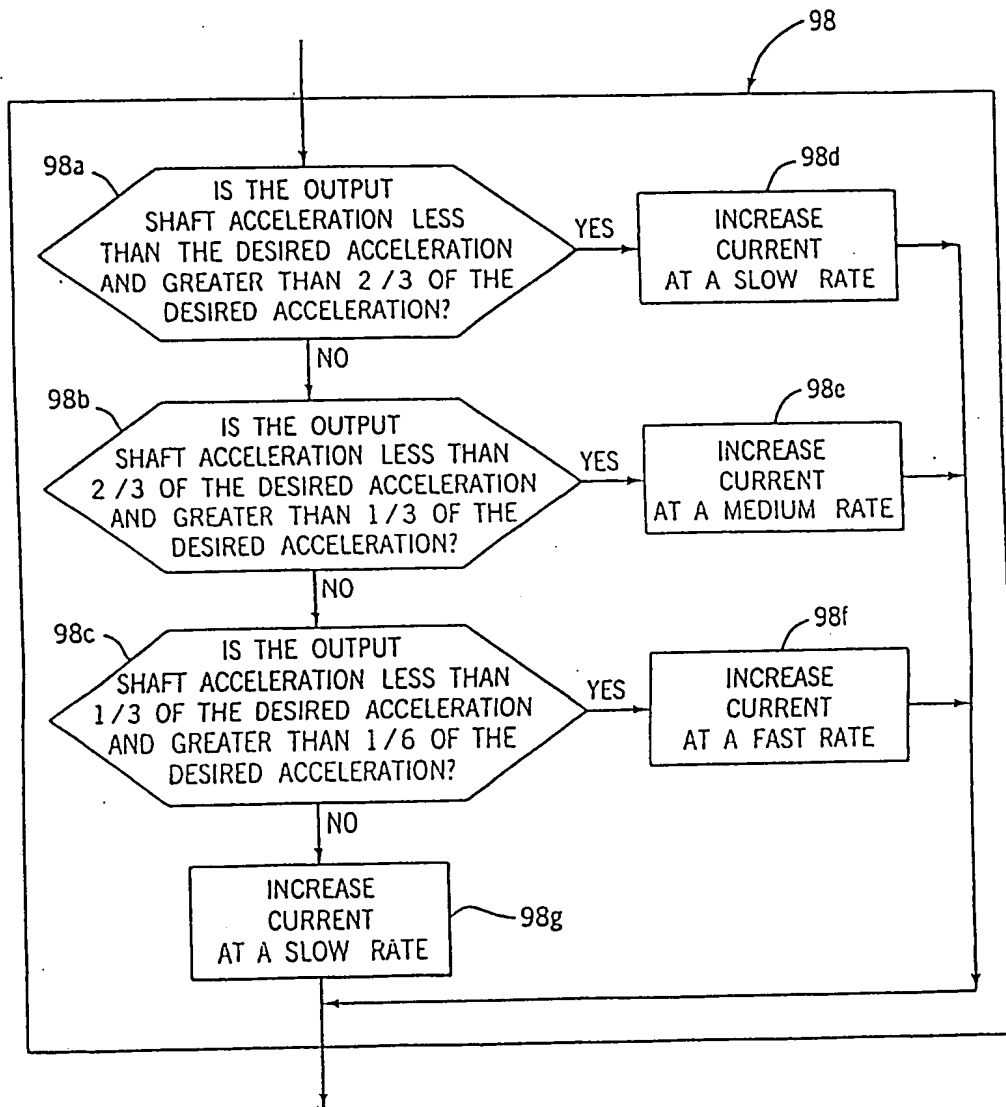 98
98a
IS THE OUTPUT
SHAFT ACCELERATION LESS
THAN THE DESIRED ACCELERATION
AND GREATER THAN 2/3 OF THE
DESIRED ACCELERATION?
YES
98d
INCREASE
CURRENT
AT A SLOW RATE
NO
98b
IS THE OUTPUT
SHAFT ACCELERATION LESS THAN
2/3 OF THE DESIRED ACCELERATION
AND GREATER THAN 1/3 OF THE
DESIRED ACCELERATION?
YES
98e
INCREASE
CURRENT
AT A MEDIUM RATE
NO
98c
IS THE OUTPUT
SHAFT ACCELERATION LESS THAN
1/3 OF THE DESIRED ACCELERATION
AND GREATER THAN 1/6 OF THE
DESIRED ACCELERATION?
YES
98f
INCREASE
CURRENT
AT A FAST RATE
NO
INCREASE
CURRENT
AT A SLOW RATE
98g